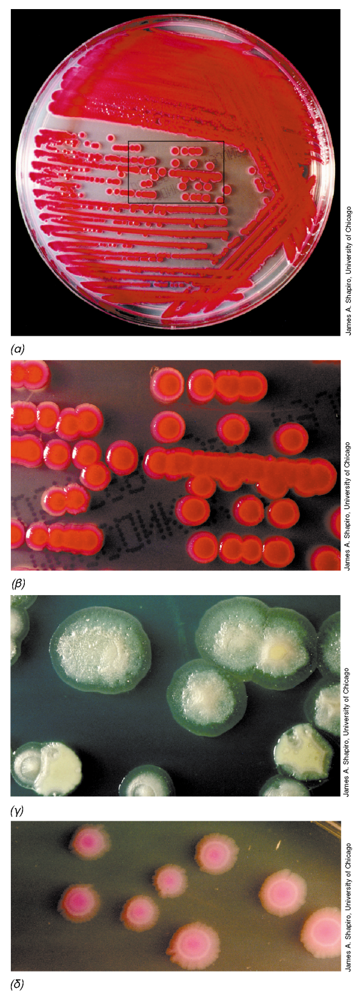 James A. Shapiro, University of Chicago
(α)
James A. Shapiro, University of Chicago
(β)
James A. Shapiro, University of Chicago
(γ)
James A. Shapiro, University of Chicago
(δ)